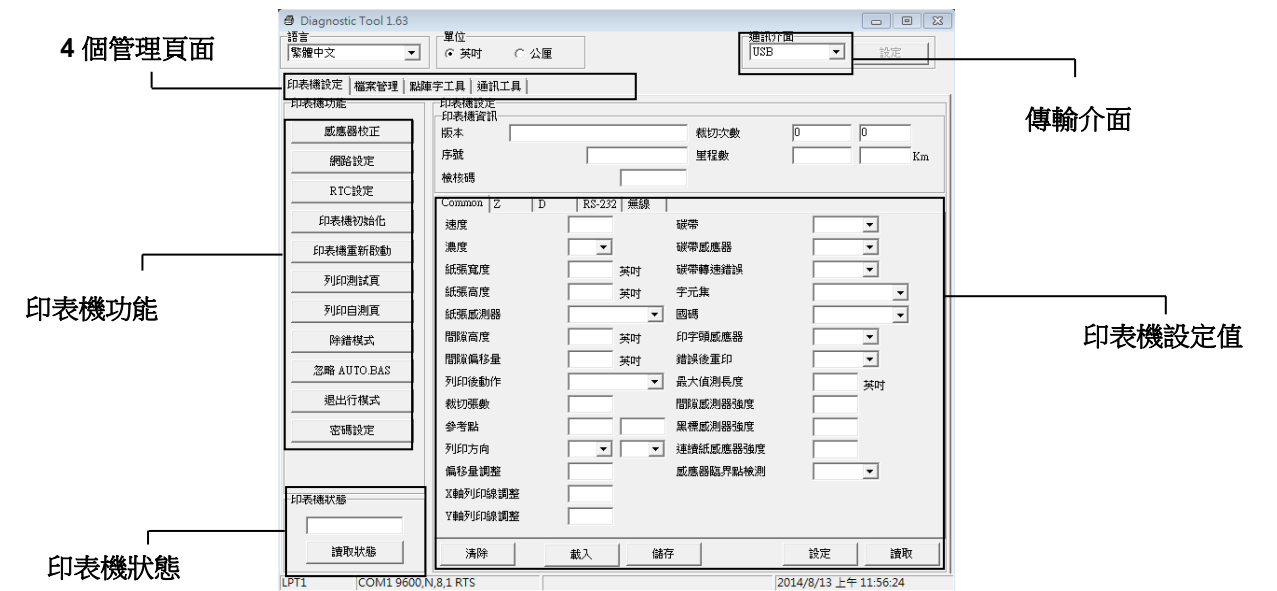 Diagnostic Tool 1.63
語言
繁體中文
單位
英吋 公厘
通訊介面
USB
設定
4 個管理頁面
傳輸介面
印表機設定 檔案管理 點陣字工具 通訊工具
印表機功能
感應器校正
網路設定
RTC設定
印表機初始化
印表機重新啟動
列印測試頁
列印自測頁
除錯模式
忽略 AUTO.BAS
退出行模式
密碼設定
印表機功能
印表機設定
印表機資訊
版本 裁切次數 0 0
序號 里程數 Km
檢核碼
Common Z D RS-232 無線
速度 碳帶
濃度 碳帶感應器
紙張寬度 英吋 碳帶轉速錯誤
紙張高度 英吋 字元集
紙張感測器 國碼
間隙高度 英吋 印字頭感應器
間隙偏移量 英吋 錯誤後重印
列印後動作 最大偵測長度 英吋
裁切張數 間隙感測器強度
參考點 黑標感測器強度
列印方向 連續紙感應器強度
偏移量調整 感應器臨界點檢測
X軸列印線調整
Y軸列印線調整
清除 載入 儲存 設定 讀取
印表機設定值
印表機狀態
讀取狀態
印表機狀態
LPT1 COM1 9600,N,8,1 RTS 2014/8/13 上午 11:56:24